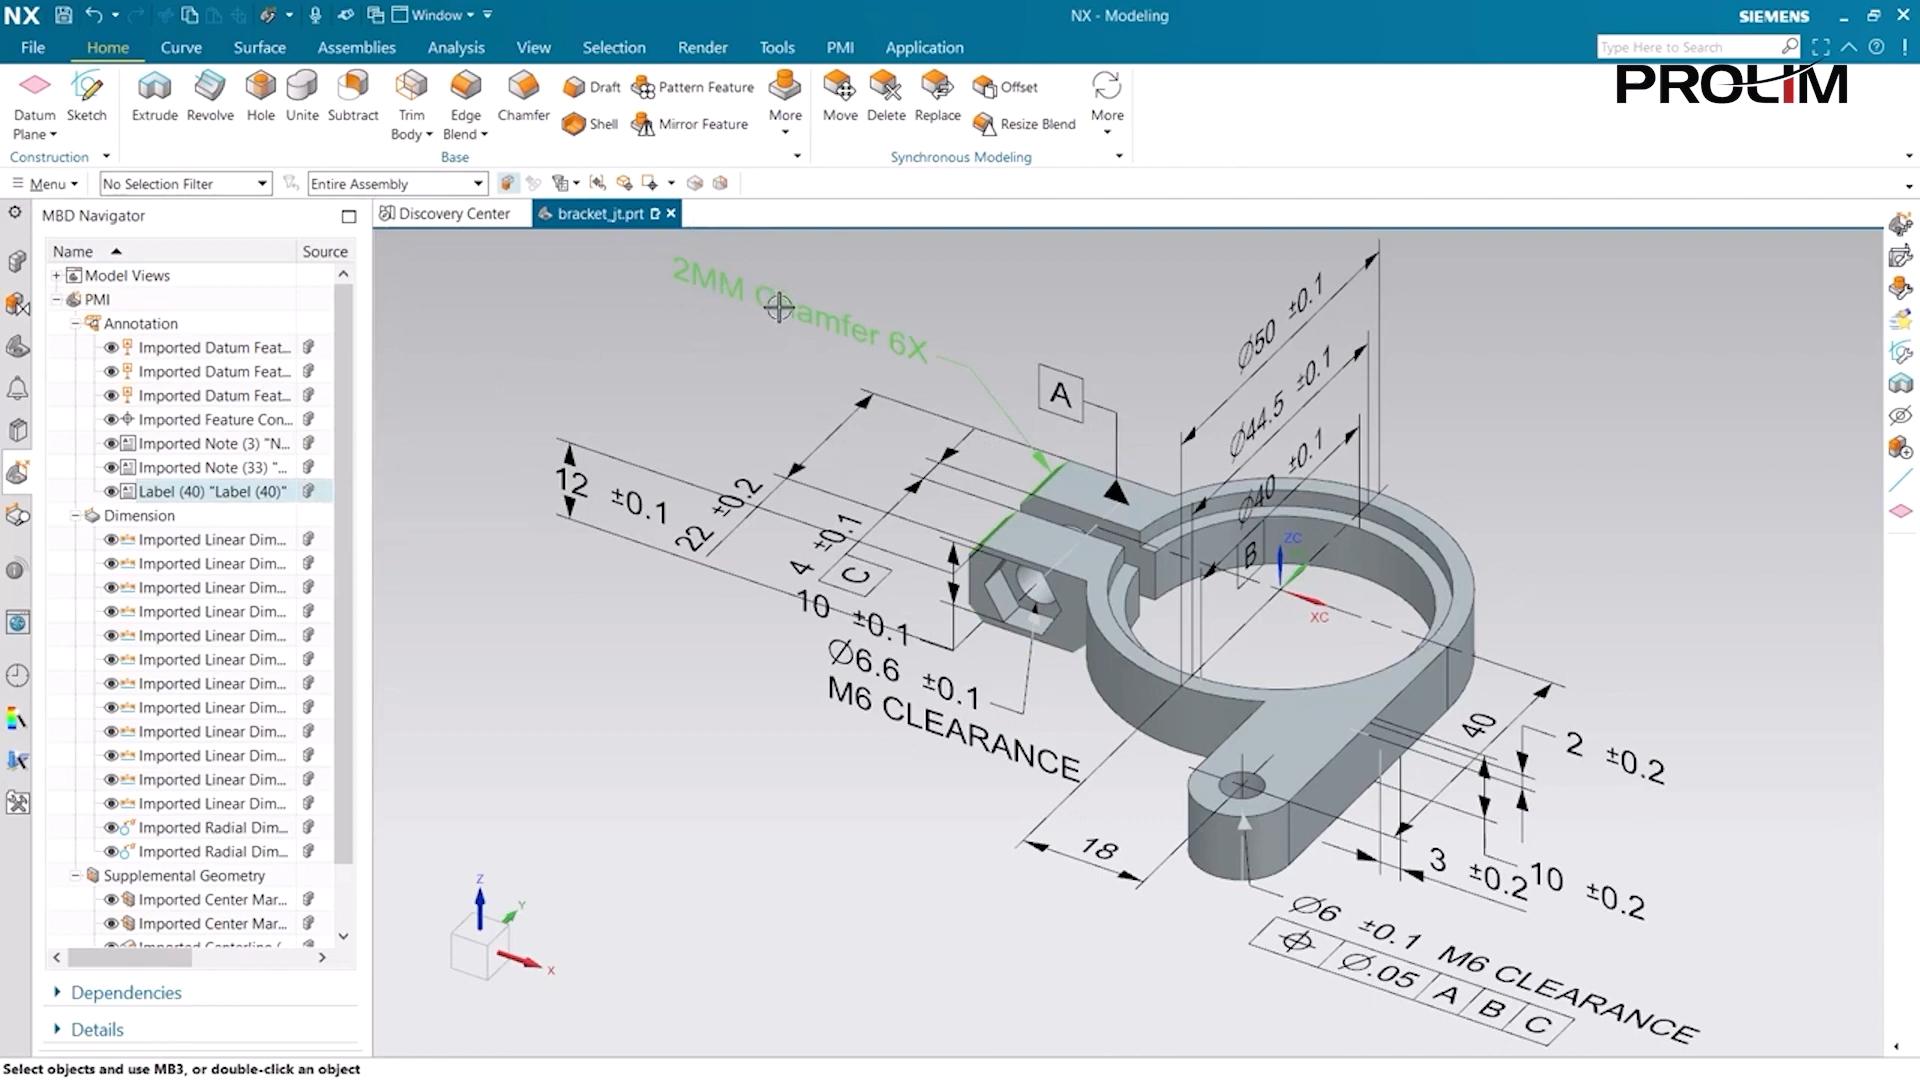 NX
Window
NX - Modeling
SIEMENS
File Home Curve Surface Assemblies Analysis View Selection Render Tools PMI Application
Type Here to Search
PROLIM
Datum Plane
Sketch
Extrude
Revolve
Hole
Unite
Subtract
Trim Body
Edge Blend
Chamfer
Draft
Shell
Pattern Feature
Mirror Feature
More
Move
Delete
Replace
Offset
Resize Blend
More
Construction
Base
Synchronous Modeling
Menu
No Selection Filter
Entire Assembly
MBD Navigator
Discovery Center
bracket_jt.prt
Name Source
Model Views
PMI
Annotation
Imported Datum Feat...
Imported Datum Feat...
Imported Datum Feat...
Imported Feature Con...
Imported Note (3) "N...
Imported Note (33) "...
Label (40) "Label (40)"
Dimension
Imported Linear Dim...
Imported Linear Dim...
Imported Linear Dim...
Imported Linear Dim...
Imported Linear Dim...
Imported Linear Dim...
Imported Linear Dim...
Imported Linear Dim...
Imported Linear Dim...
Imported Linear Dim...
Imported Linear Dim...
Imported Linear Dim...
Imported Radial Dim...
Imported Radial Dim...
Supplemental Geometry
Imported Center Mar...
Imported Center Mar...
Imported Centerline (
Dependencies
Details
2MM Chamfer 6X
A
Ø50 ±0.1
Ø44.5 ±0.1
Ø40 ±0.1
B
12 ±0.1
22 ±0.2
4 ±0.1
C
10 ±0.1
Ø6.6 ±0.1
M6 CLEARANCE
ZC
XC
40
2 ±0.2
18
3 ±0.2
10 ±0.2
Ø6 ±0.1 M6 CLEARANCE
⌖ Ø.05 A B C
Z
Y
X
Select objects and use MB3, or double-click an object